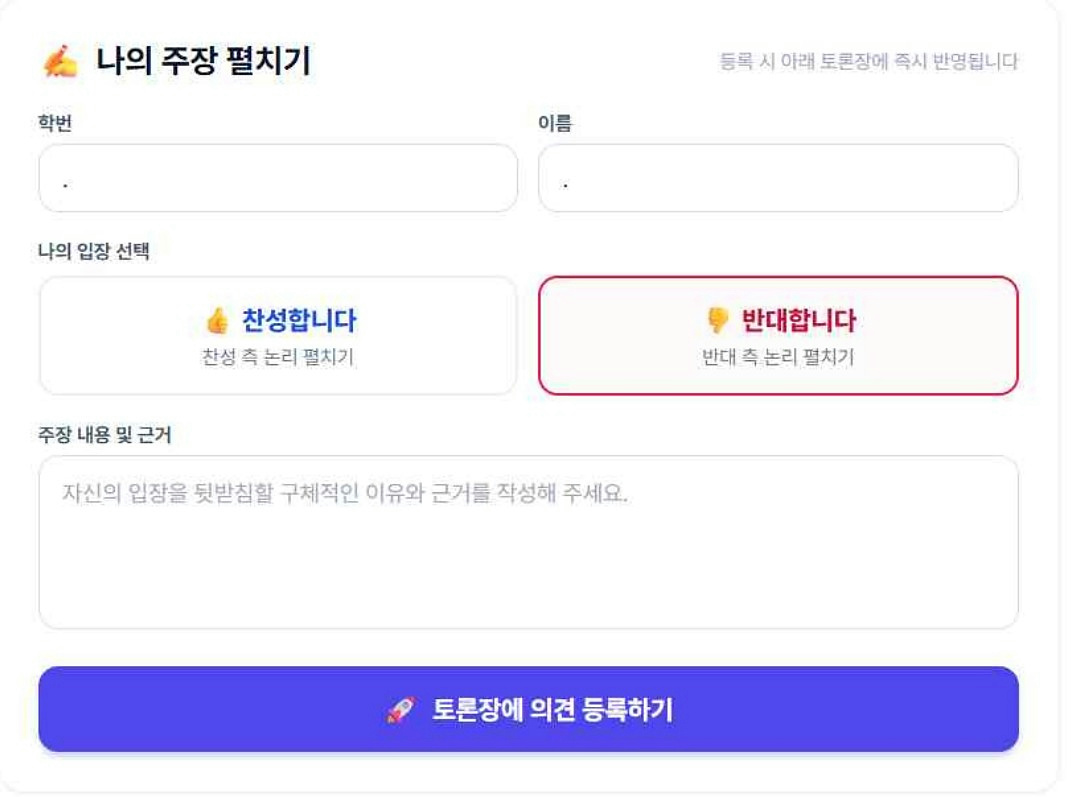 나의 주장 펼치기
등록 시 아래 토론장에 즉시 반영됩니다
학번
이름
.
.
나의 입장 선택
찬성합니다
찬성 측 논리 펼치기
반대합니다
반대 측 논리 펼치기
주장 내용 및 근거
자신의 입장을 뒷받침할 구체적인 이유와 근거를 작성해 주세요.
토론장에 의견 등록하기